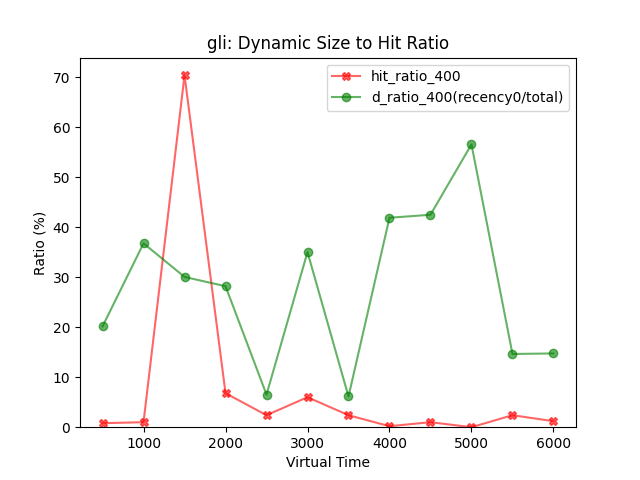 gli: Dynamic Size to Hit Ratio
hit_ratio_400
d_ratio_400(recency0/total)
70
60
50
40
30
20
10
0
Ratio (%)
1000 2000 3000 4000 5000 6000
Virtual Time